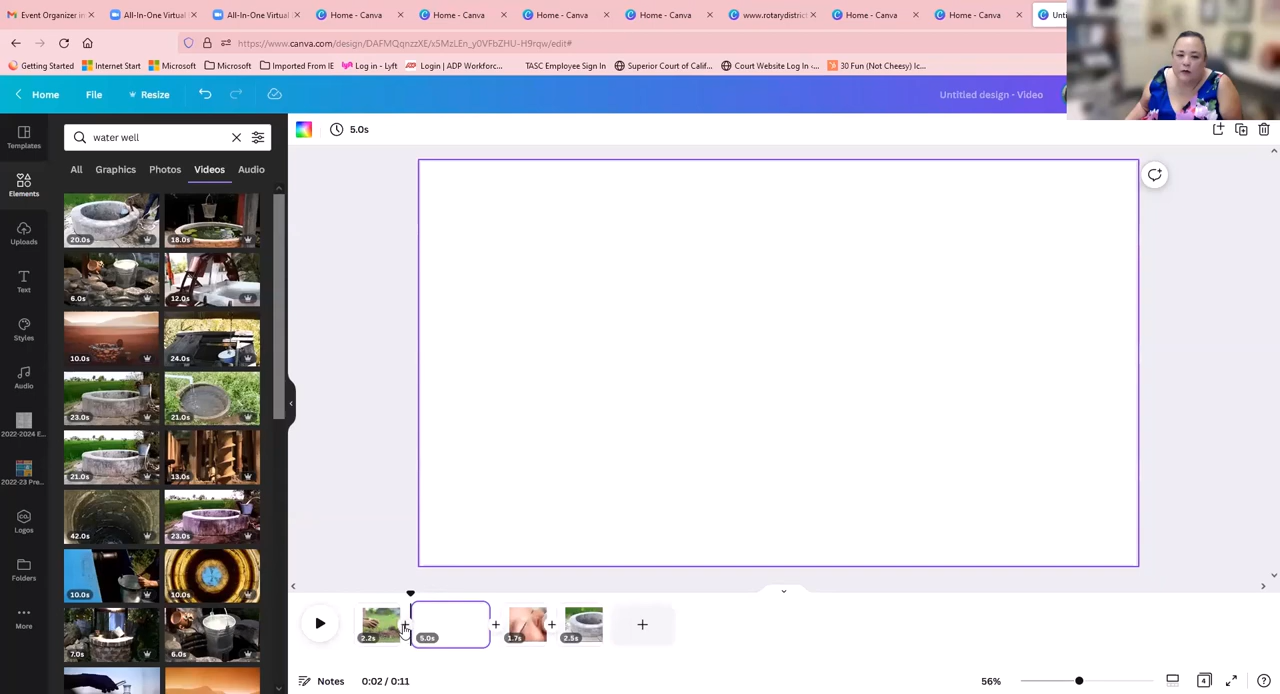 Event Organizer in
All-In-One Virtual
All-In-One Virtual
Home - Canva
Home - Canva
Home - Canva
Home - Canva
www.rotarydistrict
Home - Canva
Home - Canva
Unti
https://www.canva.com/design/DAFMQqnzzXE/xSMzLEn_y0VFbZHU-H9rqw/edit#
Getting Started
Internet Start
Microsoft
Microsoft
Imported From IE
Log in - Lyft
Login | ADP Workfo...
TASC Employee Sign In
Superior Court of Calif...
Court Website Log In -...
30 Fun (Not Cheesy) Ic...
Home
File
Resize
Untitled design - Video
Templates
water well
5.0s
Elements
All
Graphics
Photos
Videos
Audio
Uploads
20.0s
18.0s
Text
6.0s
12.0s
Styles
10.0s
24.0s
Audio
23.0s
21.0s
2022-2024 E...
21.0s
13.0s
2022-23 Pre...
42.0s
23.0s
Logos
10.0s
10.0s
Folders
7.0s
6.0s
More
2.2s
5.0s
1.7s
2.5s
Notes
0:02 / 0:11
56%
4